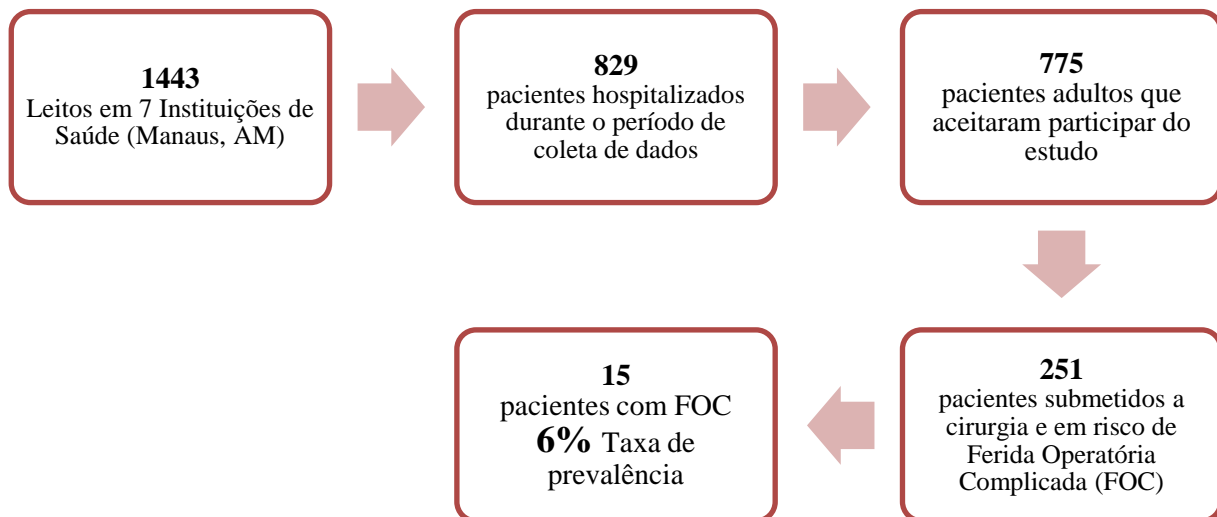 1443
Leitos em 7 Instituições de
Saúde (Manaus, AM)
829
pacientes hospitalizados
durante o período de
coleta de dados
775
pacientes adultos que
aceitaram participar do
estudo
251
pacientes submetidos a
cirurgia e em risco de
Ferida Operatória
Complicada (FOC)
15
pacientes com FOC
6% Taxa de
prevalência